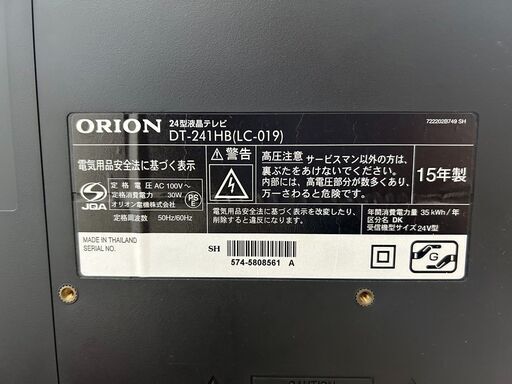 ORION
24型液晶テレビ
DT-241HB(LC-019)
722202B749 SH
電気用品安全法に基づく表示
定格電圧 AC 100V~
定格消費電力 30W
オリオン電機株式会社
定格周波数 50Hz/60Hz
JQA
PSE
警告
高圧注意 サービスマン以外の方は、
裏ぶたをあけないでください。
内部には、高電圧部分が数多くあり、
万一さわると危険です。
電気用品安全法に基づく表示を改変したり、
削除すると違反になります。
15年製
年間消費電力量 35 kWh/年
区分名 DK
受信機型サイズ 24V型
MADE IN THAILAND
SERIAL NO.
SH
574-5808561 A
G
CAUTION